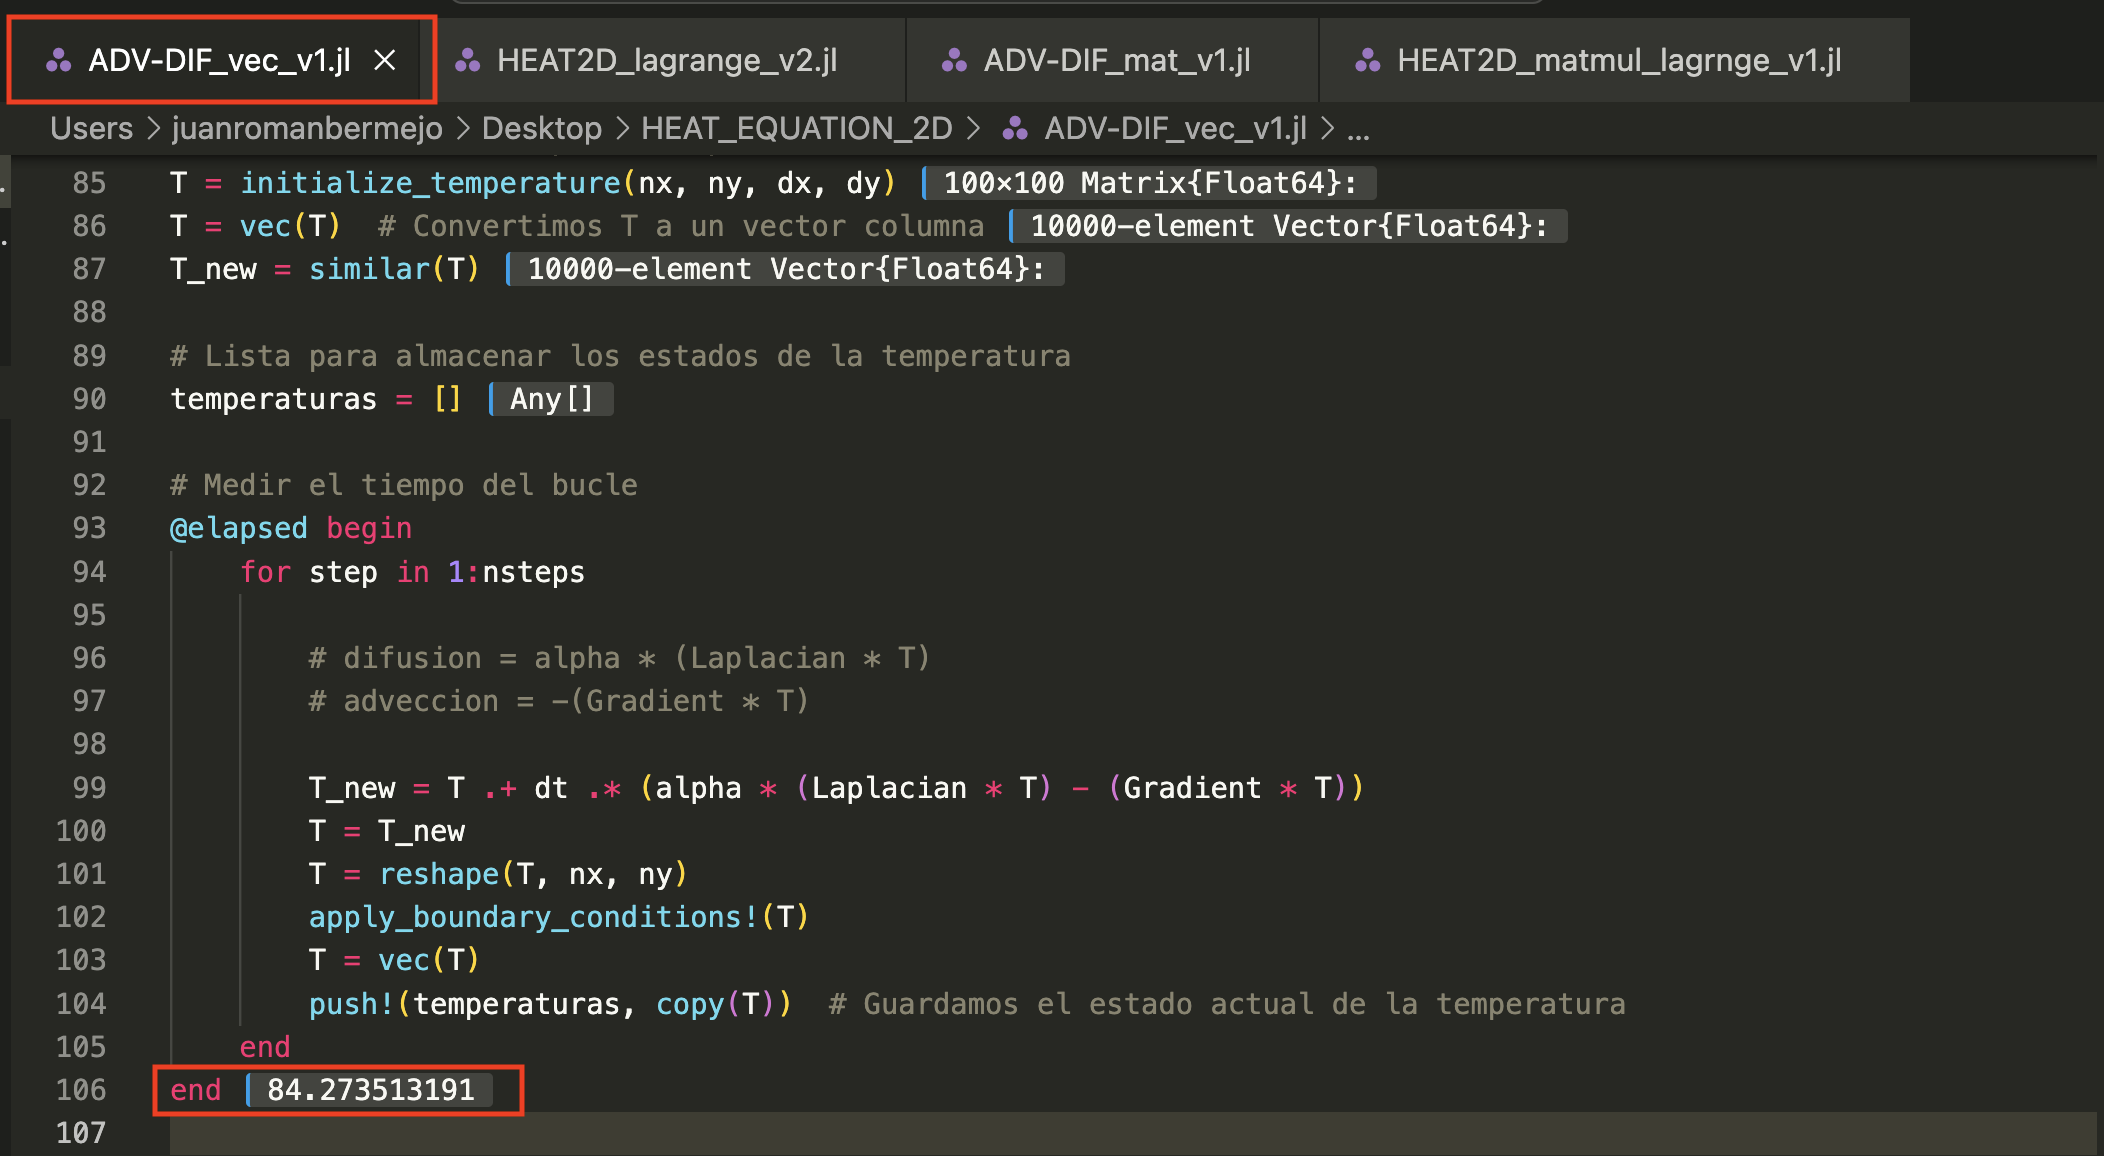 ADV-DIF_vec_v1.jl × HEAT2D_lagrange_v2.jl ADV-DIF_mat_v1.jl HEAT2D_matmul_lagrnge_v1.jl
Users > juanromanbermejo > Desktop > HEAT_EQUATION_2D > ADV-DIF_vec_v1.jl > ...
85 T = initialize_temperature(nx, ny, dx, dy) 100×100 Matrix{Float64}:
86 T = vec(T) # Convertimos T a un vector columna 10000-element Vector{Float64}:
87 T_new = similar(T) 10000-element Vector{Float64}:
88
89 # Lista para almacenar los estados de la temperatura
90 temperaturas = [] Any[]
91
92 # Medir el tiempo del bucle
93 @elapsed begin
94 for step in 1:nsteps
95
96 # difusion = alpha * (Laplacian * T)
97 # adveccion = -(Gradient * T)
98
99 T_new = T .+ dt .* (alpha * (Laplacian * T) - (Gradient * T))
100 T = T_new
101 T = reshape(T, nx, ny)
102 apply_boundary_conditions!(T)
103 T = vec(T)
104 push!(temperaturas, copy(T)) # Guardamos el estado actual de la temperatura
105 end
106 end 84.273513191
107